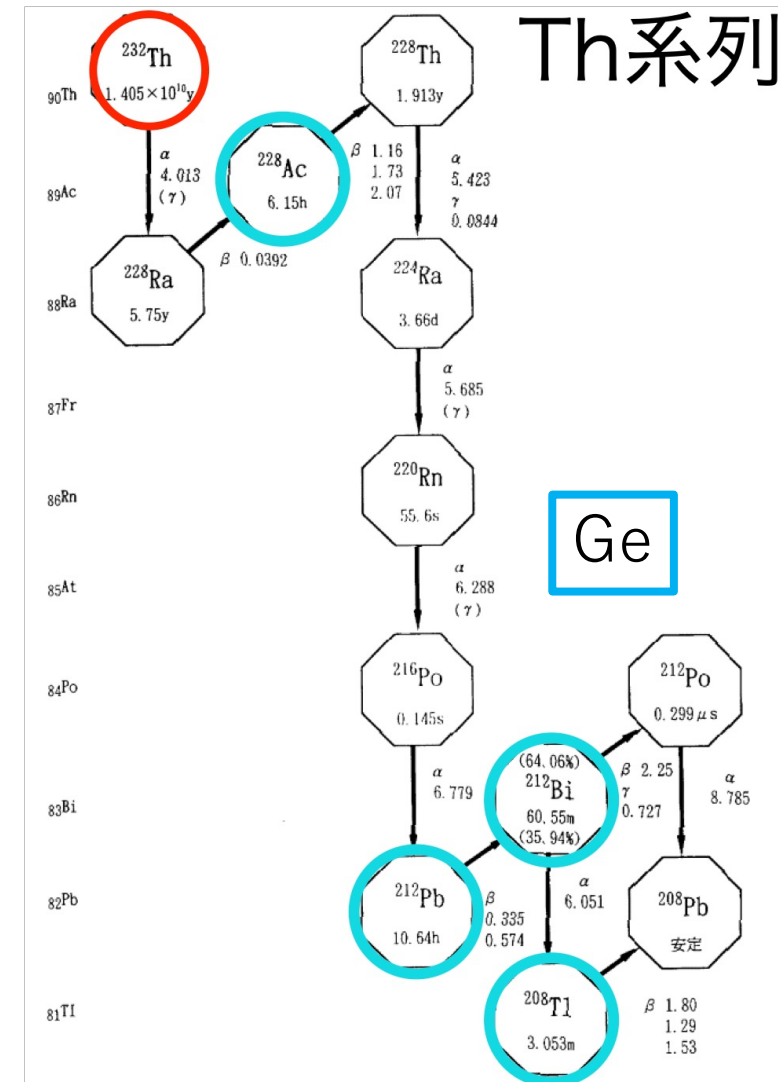 Th系列
²³²Th
1.405×10¹⁰y
²²⁸Th
1.913y
₉₀Th
α
4.013
(γ)
²²⁸Ac
6.15h
β 1.16
1.73
2.07
α
5.423
γ
0.0844
₈₉Ac
β 0.0392
²²⁸Ra
5.75y
²²⁴Ra
3.66d
₈₈Ra
α
5.685
(γ)
₈₇Fr
²²⁰Rn
55.6s
₈₆Rn
Ge
α
6.288
(γ)
₈₅At
²¹⁶Po
0.145s
²¹²Po
0.299μs
₈₄Po
α
6.779
(64.06%)
²¹²Bi
60.55m
(35.94%)
β 2.25
γ
0.727
α
8.785
₈₃Bi
²¹²Pb
10.64h
β
0.335
0.574
α
6.051
²⁰⁸Pb
安定
₈₂Pb
²⁰⁸Tl
3.053m
β 1.80
1.29
1.53
₈₁Tl